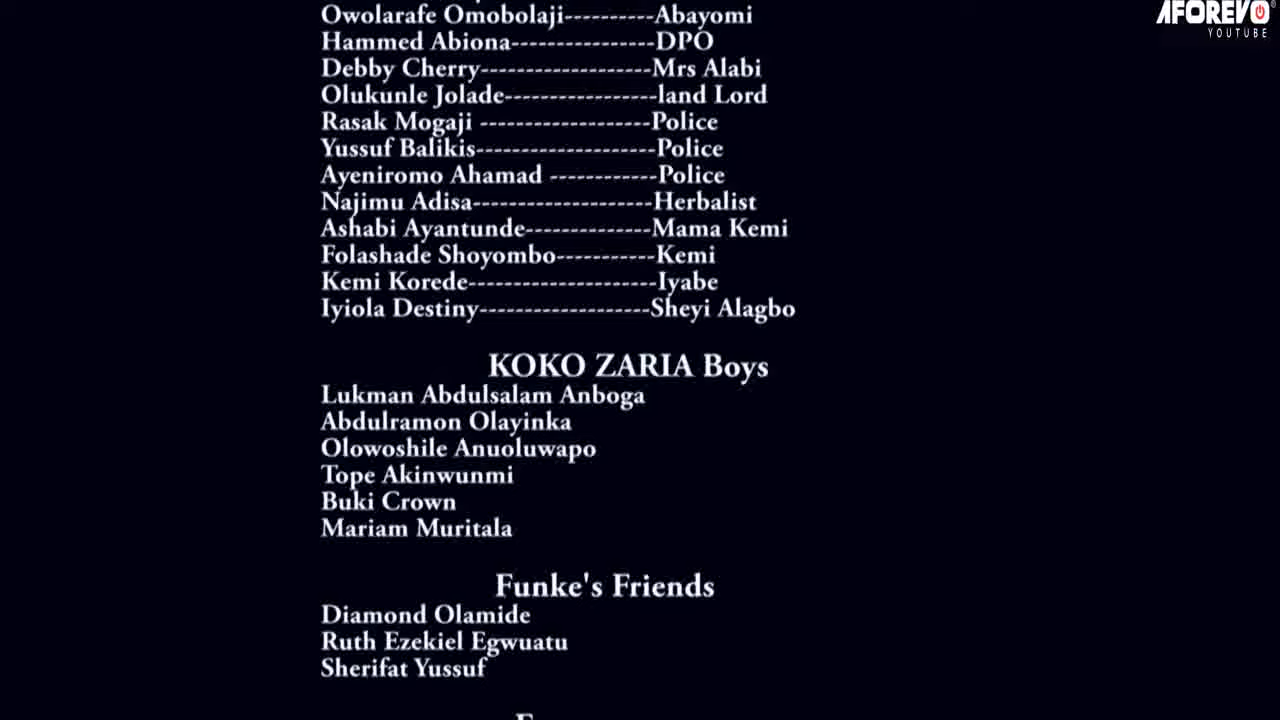 AFOREVO
YOUTUBE
Owolarafe Omobolaji----------Abayomi
Hammed Abiona----------------DPO
Debby Cherry-------------------Mrs Alabi
Olukunle Jolade-----------------land Lord
Rasak Mogaji -------------------Police
Yussuf Balikis--------------------Police
Ayeniromo Ahamad ------------Police
Najimu Adisa--------------------Herbalist
Ashabi Ayantunde--------------Mama Kemi
Folashade Shoyombo-----------Kemi
Kemi Korede---------------------Iyabe
Iyiola Destiny-------------------Sheyi Alagbo
KOKO ZARIA Boys
Lukman Abdulsalam Anboga
Abdulramon Olayinka
Olowoshile Anuoluwapo
Tope Akinwunmi
Buki Crown
Mariam Muritala
Funke's Friends
Diamond Olamide
Ruth Ezekiel Egwuatu
Sherifat Yussuf